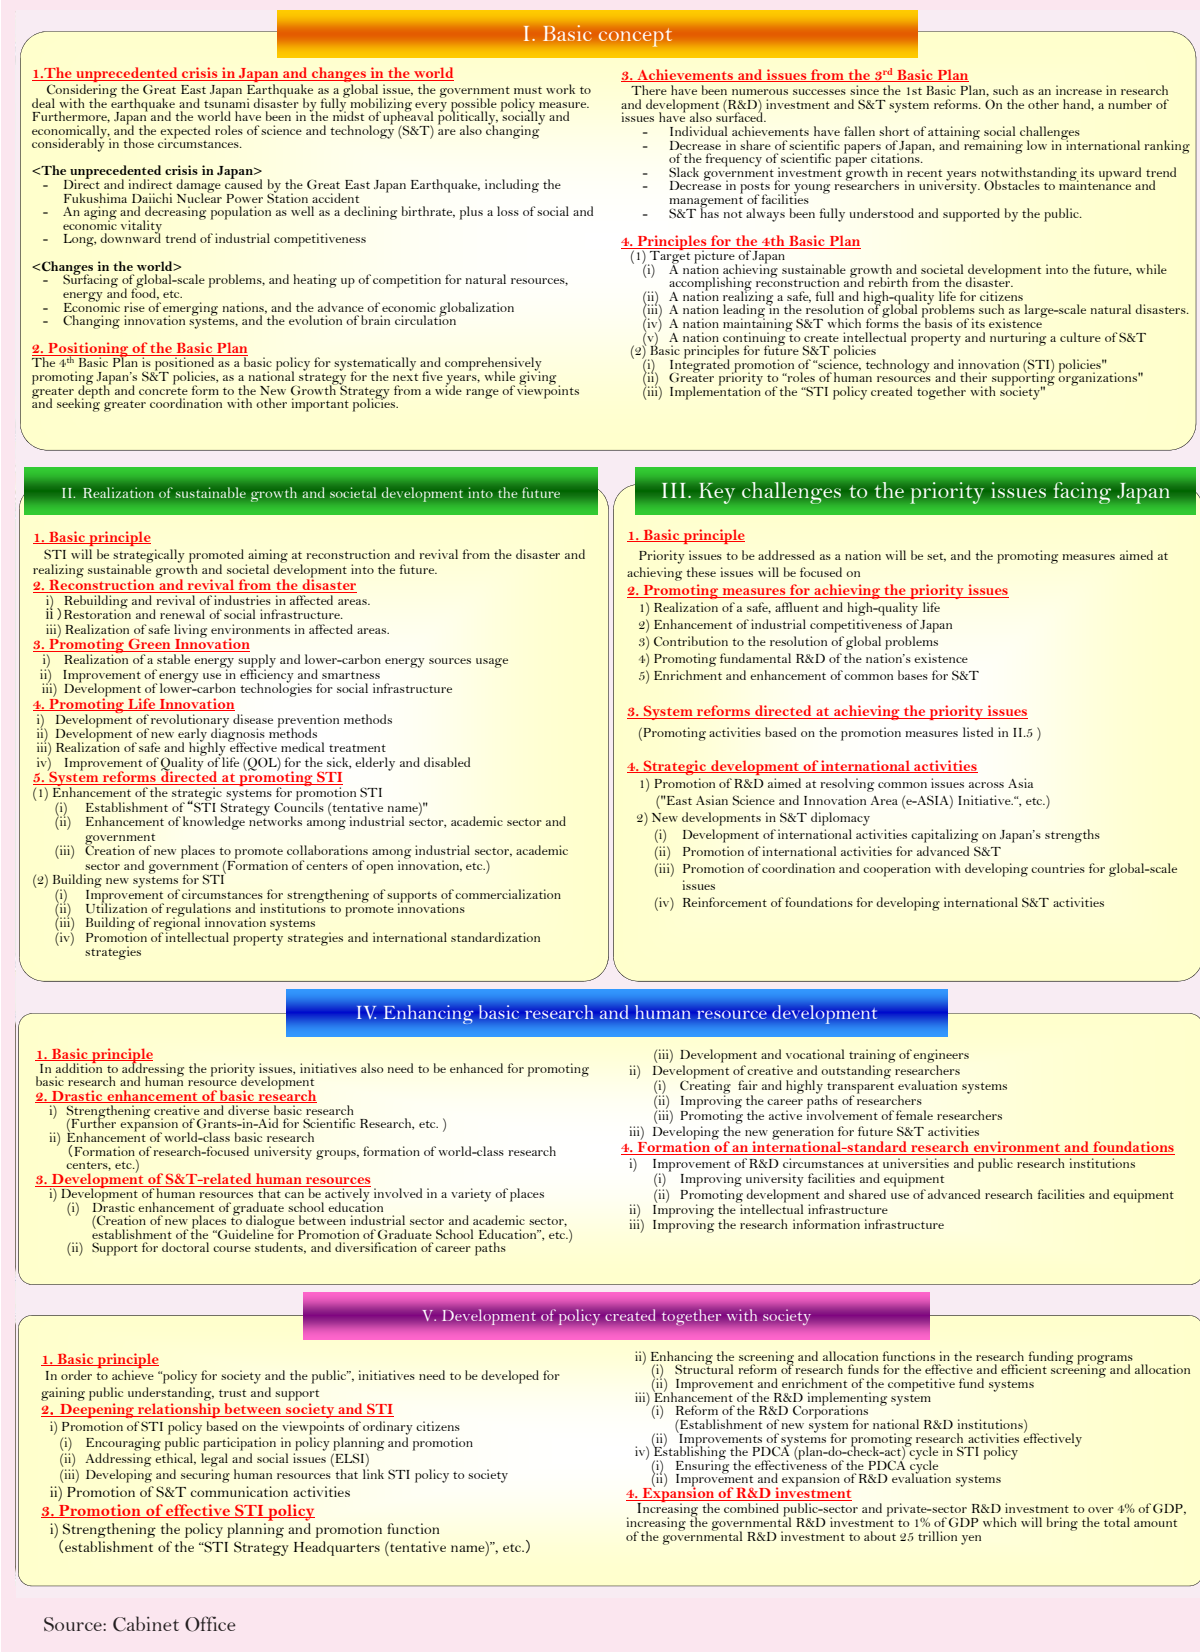 I. Basic concept
1.The unprecedented crisis in Japan and changes in the world
Considering the Great East Japan Earthquake as a global issue, the government must work to
deal with the earthquake and tsunami disaster by fully mobilizing every possible policy measure.
Furthermore, Japan and the world have been in the midst of upheaval politically, socially and
economically, and the expected roles of science and technology (S&T) are also changing
considerably in those circumstances.
<The unprecedented crisis in Japan>
- Direct and indirect damage caused by the Great East Japan Earthquake, including the
Fukushima Daiichi Nuclear Power Station accident
- An aging and decreasing population as well as a declining birthrate, plus a loss of social and
economic vitality
- Long, downward trend of industrial competitiveness
<Changes in the world>
- Surfacing of global-scale problems, and heating up of competition for natural resources,
energy and food, etc.
- Economic rise of emerging nations, and the advance of economic globalization
- Changing innovation systems, and the evolution of brain circulation
2. Positioning of the Basic Plan
The 4th Basic Plan is positioned as a basic policy for systematically and comprehensively
promoting Japan's S&T policies, as a national strategy for the next five years, while giving
greater depth and concrete form to the New Growth Strategy from a wide range of viewpoints
and seeking greater coordination with other important policies.
3. Achievements and issues from the 3rd Basic Plan
There have been numerous successes since the 1st Basic Plan, such as an increase in research
and development (R&D) investment and S&T system reforms. On the other hand, a number of
issues have also surfaced.
- Individual achievements have fallen short of attaining social challenges
- Decrease in share of scientific papers of Japan, and remaining low in international ranking
of the frequency of scientific paper citations.
- Slack government investment growth in recent years notwithstanding its upward trend
- Decrease in posts for young researchers in university. Obstacles to maintenance and
management of facilities
- S&T has not always been fully understood and supported by the public.
4. Principles for the 4th Basic Plan
(1) Target picture of Japan
(i) A nation achieving sustainable growth and societal development into the future, while
accomplishing reconstruction and rebirth from the disaster.
(ii) A nation realizing a safe, full and high-quality life for citizens
(iii) A nation leading in the resolution of global problems such as large-scale natural disasters.
(iv) A nation maintaining S&T which forms the basis of its existence
(v) A nation continuing to create intellectual property and nurturing a culture of S&T
(2) Basic principles for future S&T policies
(i) Integrated promotion of “science, technology and innovation (STI) policies"
(ii) Greater priority to “roles of human resources and their supporting organizations"
(iii) Implementation of the “STI policy created together with society"
II. Realization of sustainable growth and societal development into the future
1. Basic principle
STI will be strategically promoted aiming at reconstruction and revival from the disaster and
realizing sustainable growth and societal development into the future.
2. Reconstruction and revival from the disaster
i) Rebuilding and revival of industries in affected areas.
ii) Restoration and renewal of social infrastructure.
iii) Realization of safe living environments in affected areas.
3. Promoting Green Innovation
i) Realization of a stable energy supply and lower-carbon energy sources usage
ii) Improvement of energy use in efficiency and smartness
iii) Development of lower-carbon technologies for social infrastructure
4. Promoting Life Innovation
i) Development of revolutionary disease prevention methods
ii) Development of new early diagnosis methods
iii) Realization of safe and highly effective medical treatment
iv) Improvement of Quality of life (QOL) for the sick, elderly and disabled
5. System reforms directed at promoting STI
(1) Enhancement of the strategic systems for promotion STI
(i) Establishment of “STI Strategy Councils (tentative name)"
(ii) Enhancement of knowledge networks among industrial sector, academic sector and
government
(iii) Creation of new places to promote collaborations among industrial sector, academic
sector and government (Formation of centers of open innovation, etc.)
(2) Building new systems for STI
(i) Improvement of circumstances for strengthening of supports of commercialization
(ii) Utilization of regulations and institutions to promote innovations
(iii) Building of regional innovation systems
(iv) Promotion of intellectual property strategies and international standardization
strategies
III. Key challenges to the priority issues facing Japan
1. Basic principle
Priority issues to be addressed as a nation will be set, and the promoting measures aimed at
achieving these issues will be focused on
2. Promoting measures for achieving the priority issues
1) Realization of a safe, affluent and high-quality life
2) Enhancement of industrial competitiveness of Japan
3) Contribution to the resolution of global problems
4) Promoting fundamental R&D of the nation's existence
5) Enrichment and enhancement of common bases for S&T
3. System reforms directed at achieving the priority issues
(Promoting activities based on the promotion measures listed in II.5 )
4. Strategic development of international activities
1) Promotion of R&D aimed at resolving common issues across Asia
("East Asian Science and Innovation Area (e-ASIA) Initiative.“, etc.)
2) New developments in S&T diplomacy
(i) Development of international activities capitalizing on Japan's strengths
(ii) Promotion of international activities for advanced S&T
(iii) Promotion of coordination and cooperation with developing countries for global-scale
issues
(iv) Reinforcement of foundations for developing international S&T activities
IV. Enhancing basic research and human resource development
1. Basic principle
In addition to addressing the priority issues, initiatives also need to be enhanced for promoting
basic research and human resource development
2. Drastic enhancement of basic research
i) Strengthening creative and diverse basic research
(Further expansion of Grants-in-Aid for Scientific Research, etc. )
ii) Enhancement of world-class basic research
(Formation of research-focused university groups, formation of world-class research
centers, etc.)
3. Development of S&T-related human resources
i) Development of human resources that can be actively involved in a variety of places
(i) Drastic enhancement of graduate school education
(Creation of new places to dialogue between industrial sector and academic sector,
establishment of the “Guideline for Promotion of Graduate School Education”, etc.)
(ii) Support for doctoral course students, and diversification of career paths
(iii) Development and vocational training of engineers
ii) Development of creative and outstanding researchers
(i) Creating fair and highly transparent evaluation systems
(ii) Improving the career paths of researchers
(iii) Promoting the active involvement of female researchers
iii) Developing the new generation for future S&T activities
4. Formation of an international-standard research environment and foundations
i) Improvement of R&D circumstances at universities and public research institutions
(i) Improving university facilities and equipment
(ii) Promoting development and shared use of advanced research facilities and equipment
ii) Improving the intellectual infrastructure
iii) Improving the research information infrastructure
V. Development of policy created together with society
1. Basic principle
In order to achieve “policy for society and the public”, initiatives need to be developed for
gaining public understanding, trust and support
2. Deepening relationship between society and STI
i) Promotion of STI policy based on the viewpoints of ordinary citizens
(i) Encouraging public participation in policy planning and promotion
(ii) Addressing ethical, legal and social issues (ELSI)
(iii) Developing and securing human resources that link STI policy to society
ii) Promotion of S&T communication activities
3. Promotion of effective STI policy
i) Strengthening the policy planning and promotion function
(establishment of the “STI Strategy Headquarters (tentative name)”, etc.)
ii) Enhancing the screening and allocation functions in the research funding programs
(i) Structural reform of research funds for the effective and efficient screening and allocation
(ii) Improvement and enrichment of the competitive fund systems
iii) Enhancement of the R&D implementing system
(i) Reform of the R&D Corporations
(Establishment of new system for national R&D institutions)
(ii) Improvements of systems for promoting research activities effectively
iv) Establishing the PDCA (plan-do-check-act) cycle in STI policy
(i) Ensuring the effectiveness of the PDCA cycle
(ii) Improvement and expansion of R&D evaluation systems
4. Expansion of R&D investment
Increasing the combined public-sector and private-sector R&D investment to over 4% of GDP,
increasing the governmental R&D investment to 1% of GDP which will bring the total amount
of the governmental R&D investment to about 25 trillion yen
Source: Cabinet Office